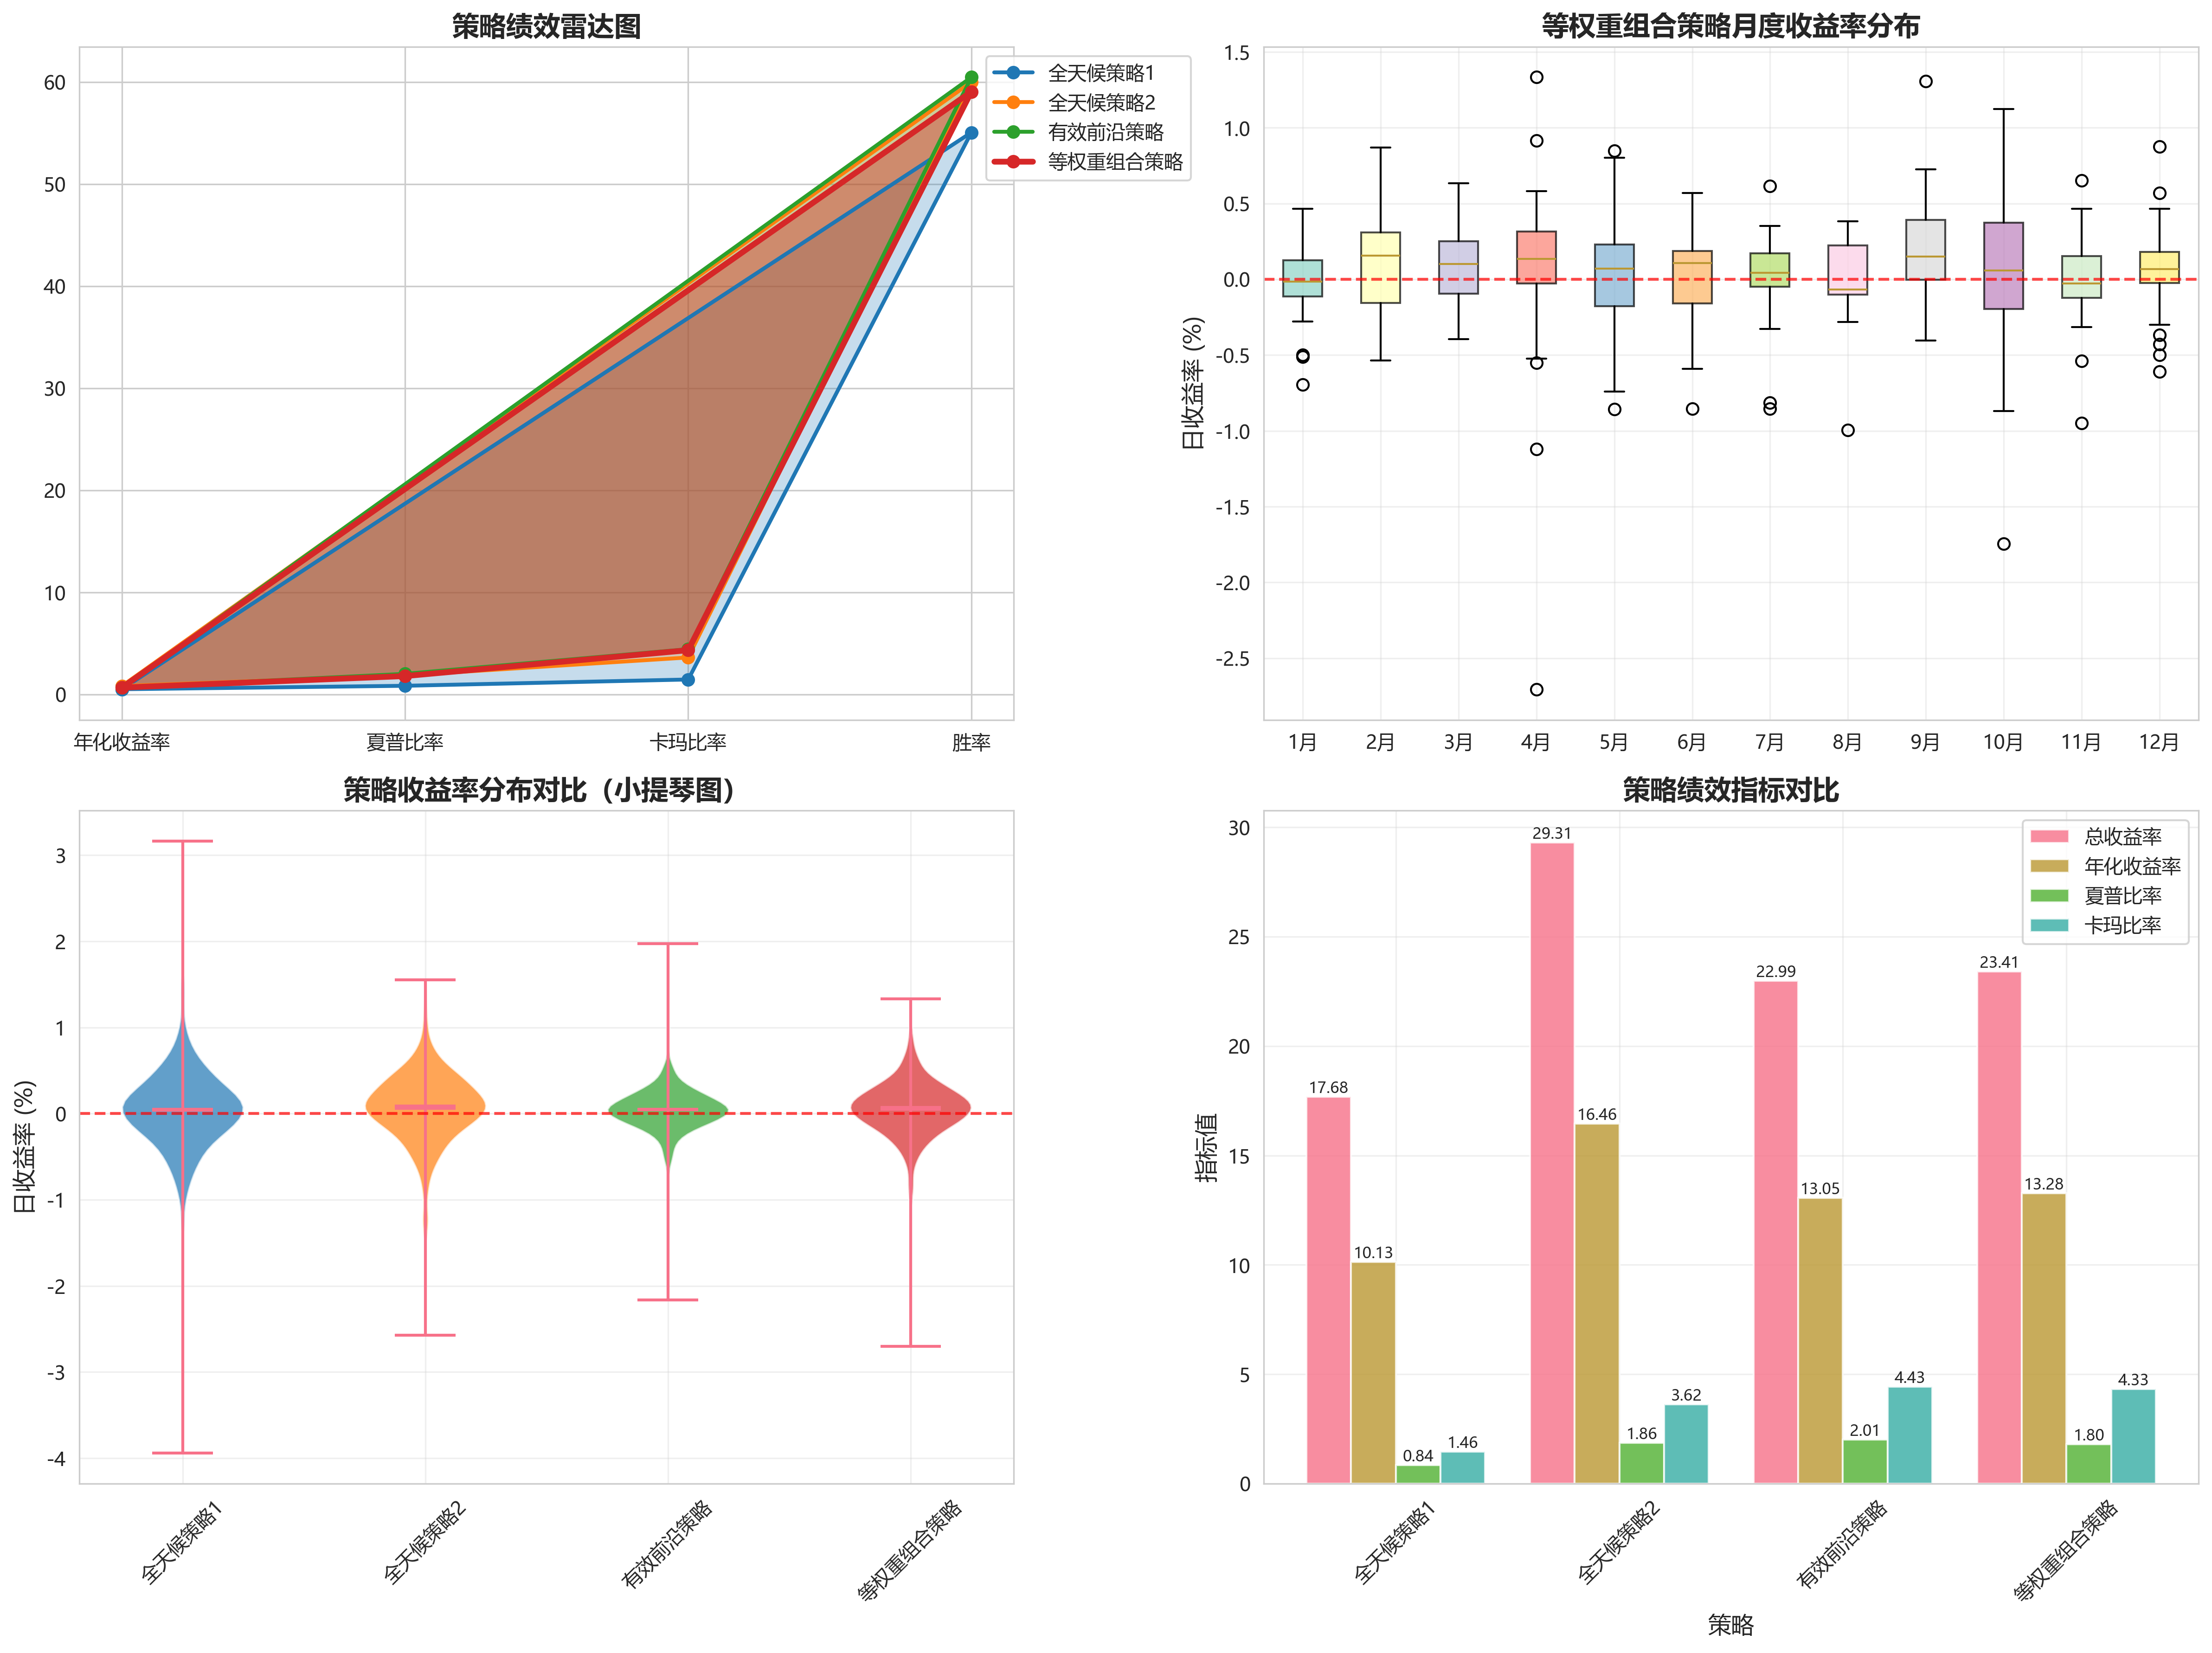 策略绩效雷达图
60
50
40
30
20
10
0
年化收益率
夏普比率
卡玛比率
胜率
全天候策略1
全天候策略2
有效前沿策略
等权重组合策略
等权重组合策略月度收益率分布
日收益率 (%)
1.5
1.0
0.5
0.0
-0.5
-1.0
-1.5
-2.0
-2.5
1月
2月
3月
4月
5月
6月
7月
8月
9月
10月
11月
12月
策略收益率分布对比（小提琴图）
日收益率 (%)
3
2
1
0
-1
-2
-3
-4
全天候策略1
全天候策略2
有效前沿策略
等权重组合策略
策略绩效指标对比
指标值
30
25
20
15
10
5
0
总收益率
年化收益率
夏普比率
卡玛比率
17.68
10.13
0.84
1.46
29.31
16.46
1.86
3.62
22.99
13.05
2.01
4.43
23.41
13.28
1.80
4.33
全天候策略1
全天候策略2
有效前沿策略
等权重组合策略
策略